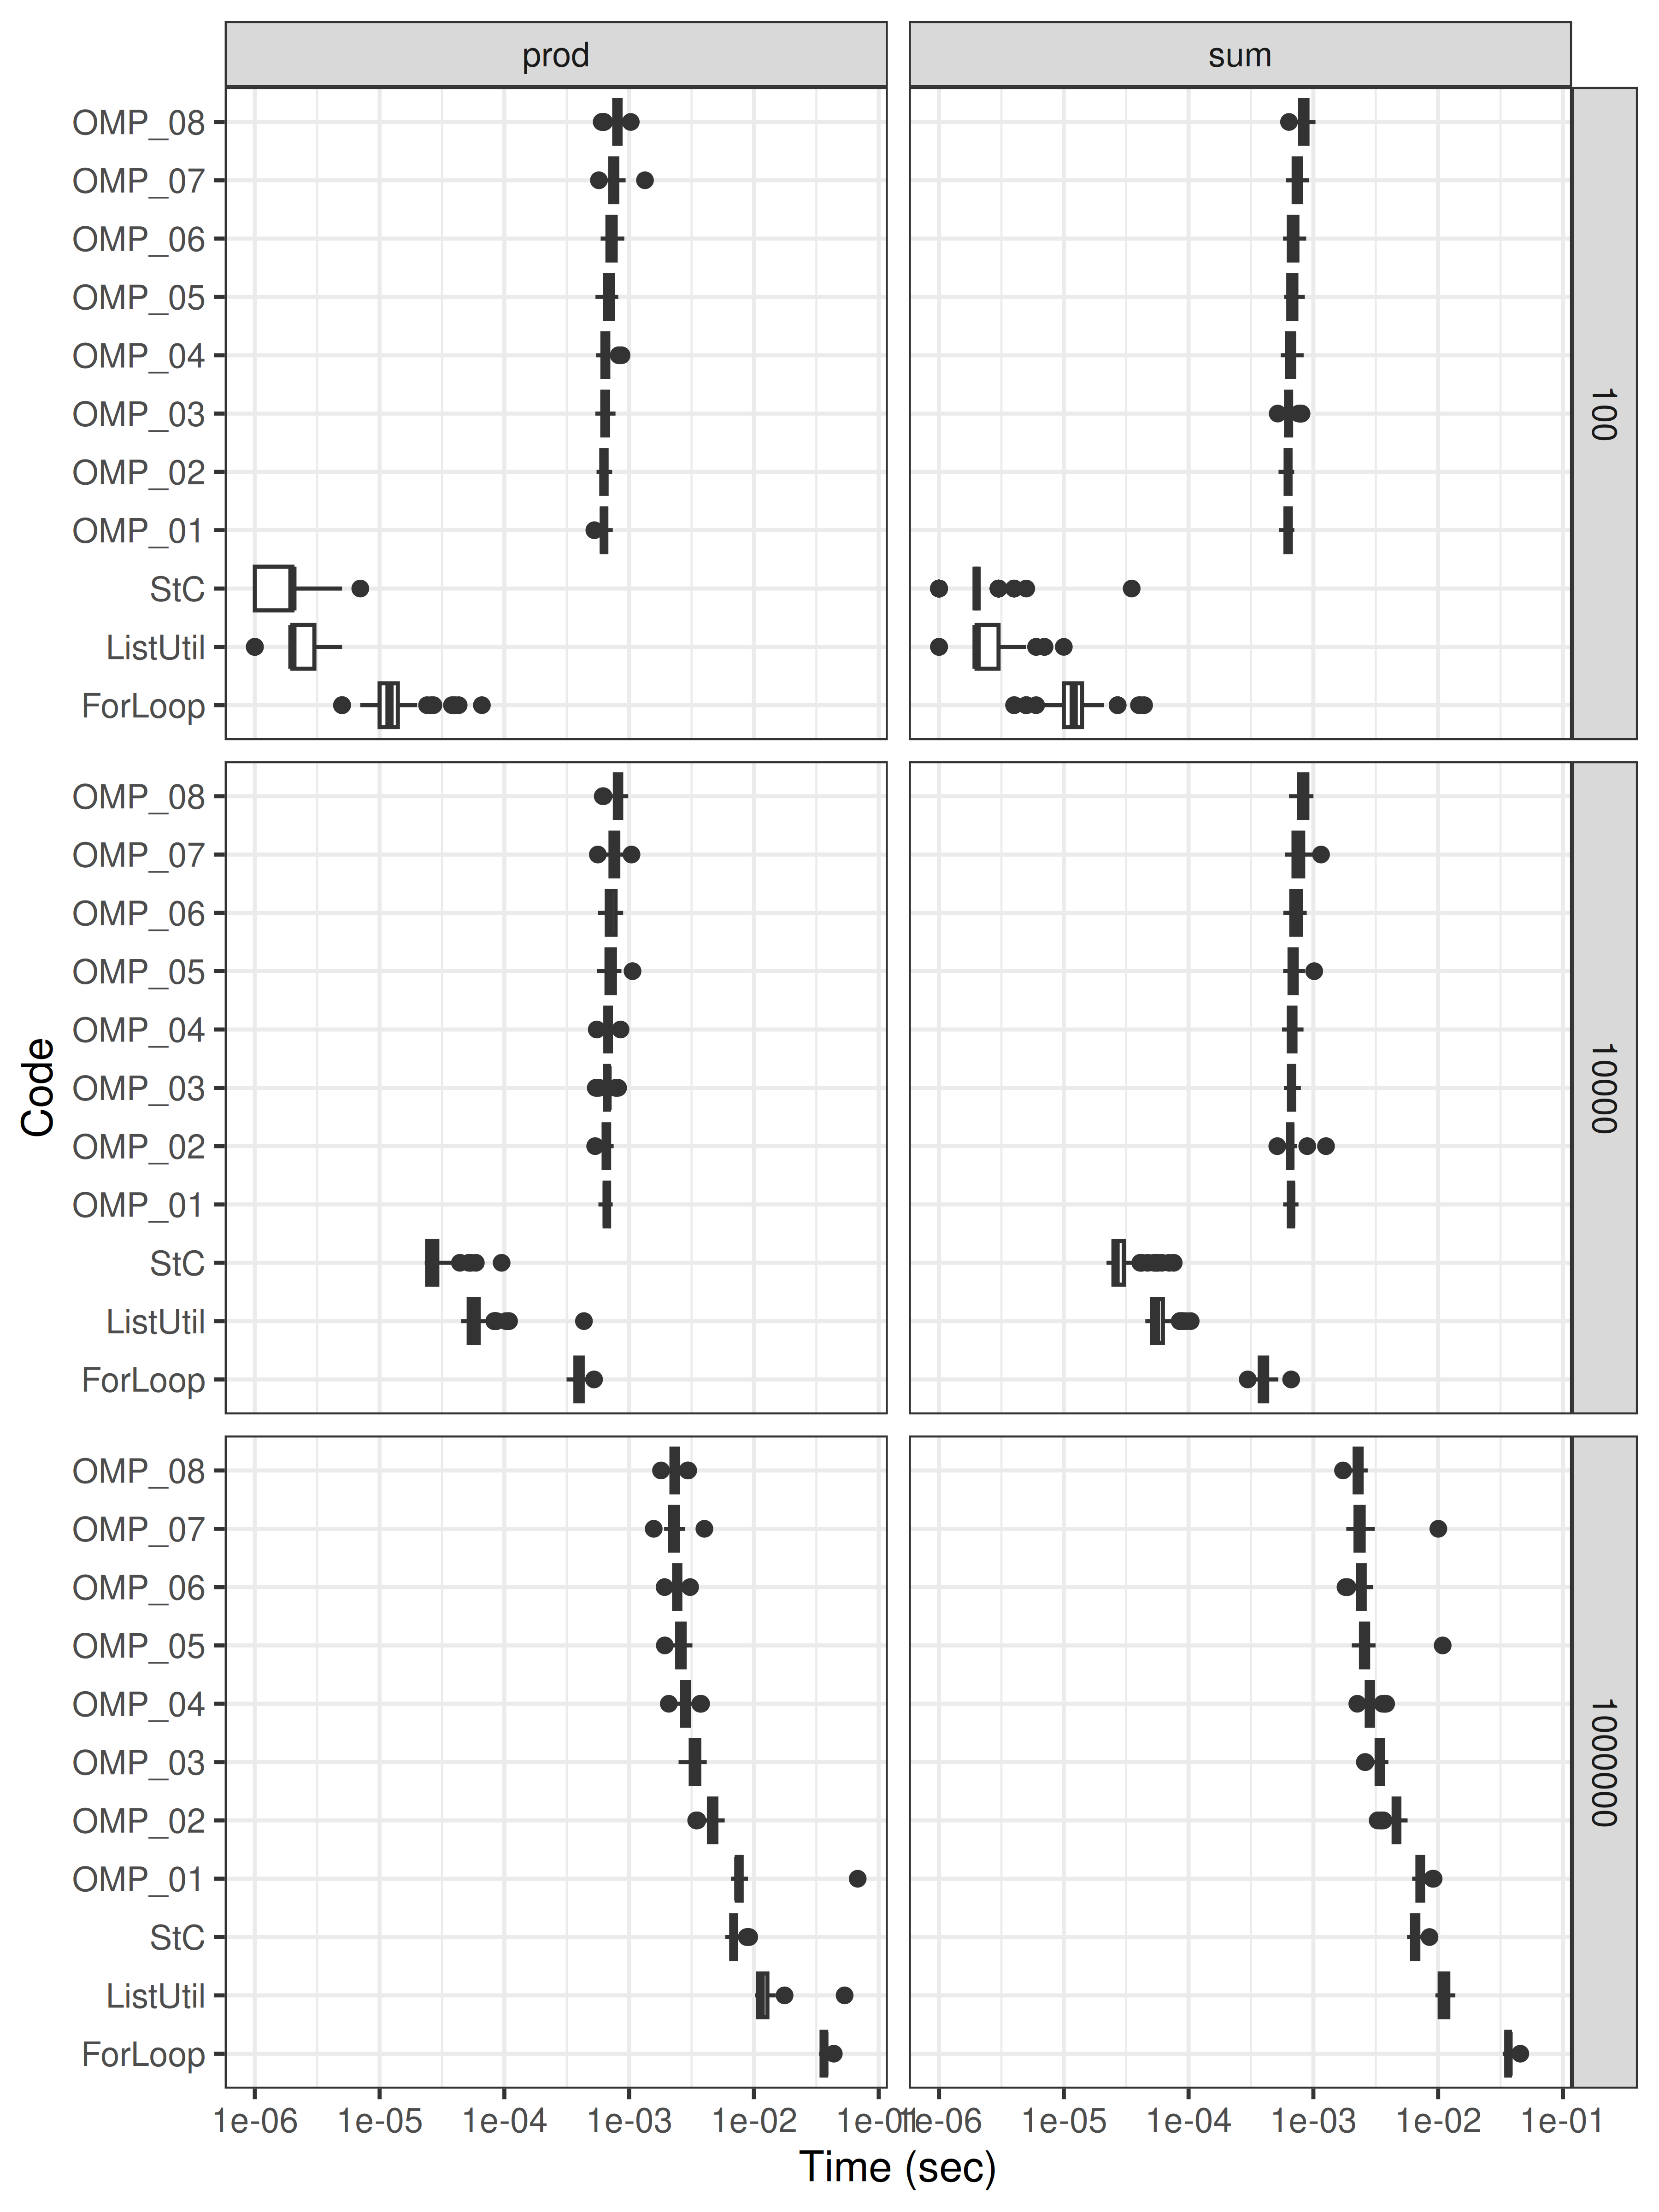 prod
sum
OMP_08
OMP_07
OMP_06
OMP_05
OMP_04
OMP_03
OMP_02
OMP_01
StC
ListUtil
ForLoop
100
OMP_08
OMP_07
OMP_06
OMP_05
OMP_04
OMP_03
OMP_02
OMP_01
StC
ListUtil
ForLoop
10000
Code
OMP_08
OMP_07
OMP_06
OMP_05
OMP_04
OMP_03
OMP_02
OMP_01
StC
ListUtil
ForLoop
1000000
1e-06 1e-05 1e-04 1e-03 1e-02 1e-01
1e-06 1e-05 1e-04 1e-03 1e-02 1e-01
Time (sec)